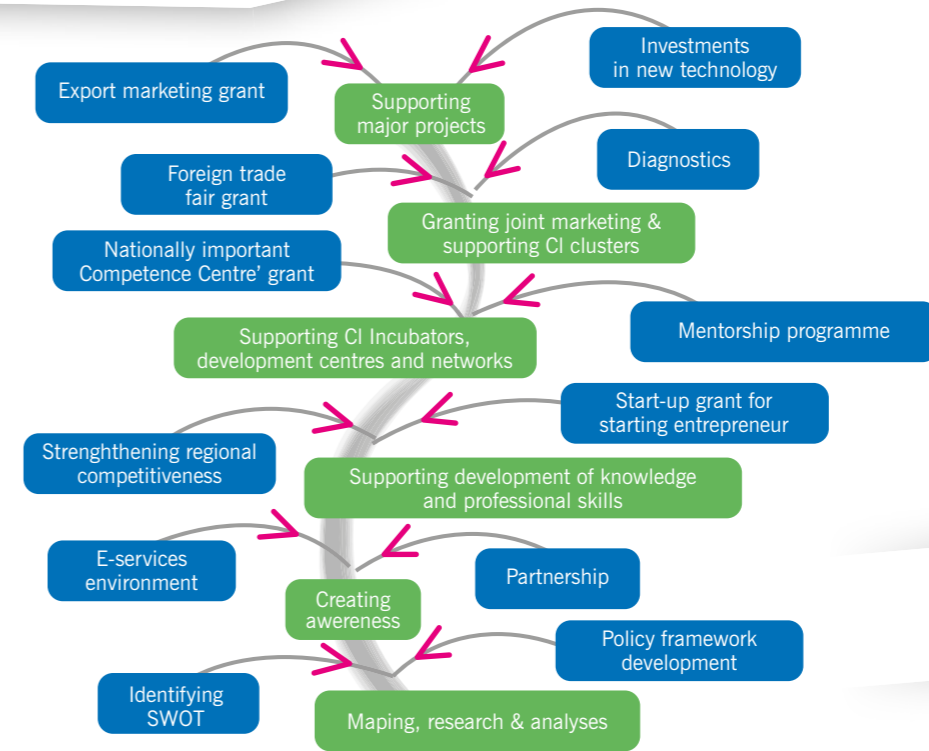 Investments
in new technology
Export marketing grant
Supporting
major projects
Diagnostics
Foreign trade
fair grant
Granting joint marketing &
supporting CI clusters
Nationally important
Competence Centre' grant
Mentorship programme
Supporting CI Incubators,
development centres and networks
Start-up grant for
starting entrepreneur
Strenghthening regional
competitiveness
Supporting development of knowledge
and professional skills
E-services
environment
Partnership
Creating
awereness
Policy framework
development
Identifying
SWOT
Maping, research & analyses